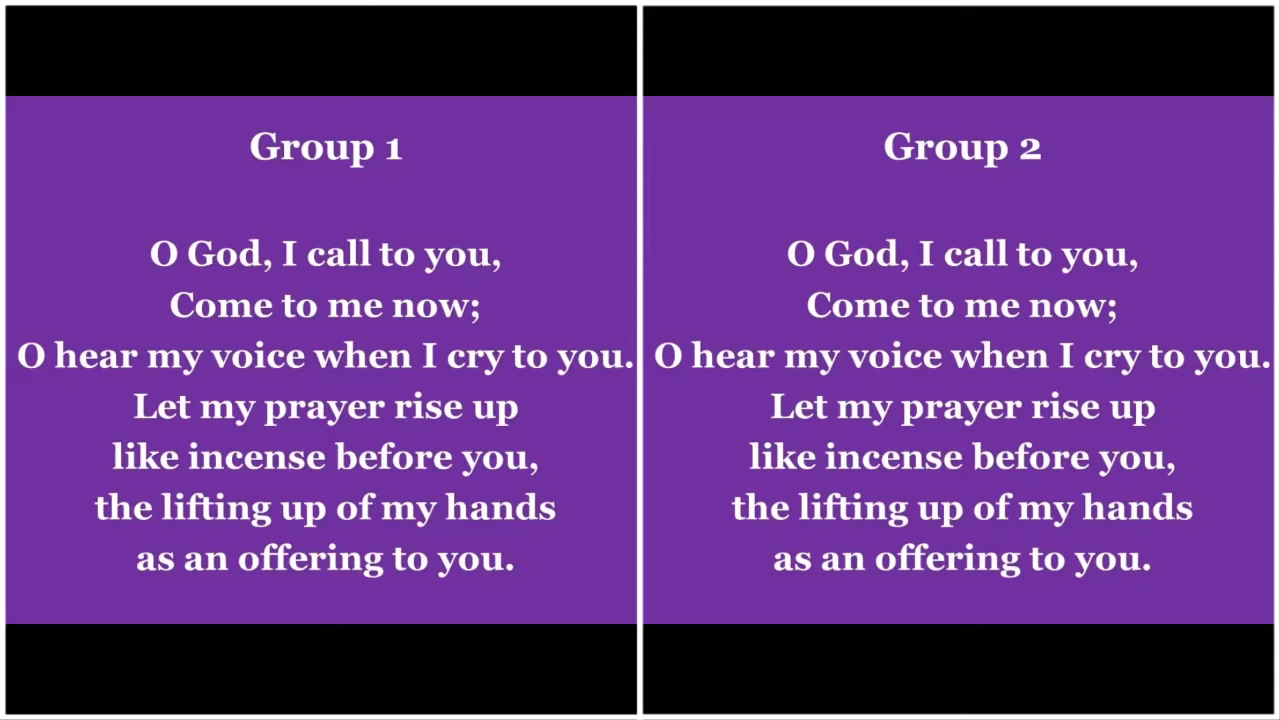 Group 1
O God, I call to you,
Come to me now;
O hear my voice when I cry to you.
Let my prayer rise up
like incense before you,
the lifting up of my hands
as an offering to you.
Group 2
O God, I call to you,
Come to me now;
O hear my voice when I cry to you.
Let my prayer rise up
like incense before you,
the lifting up of my hands
as an offering to you.